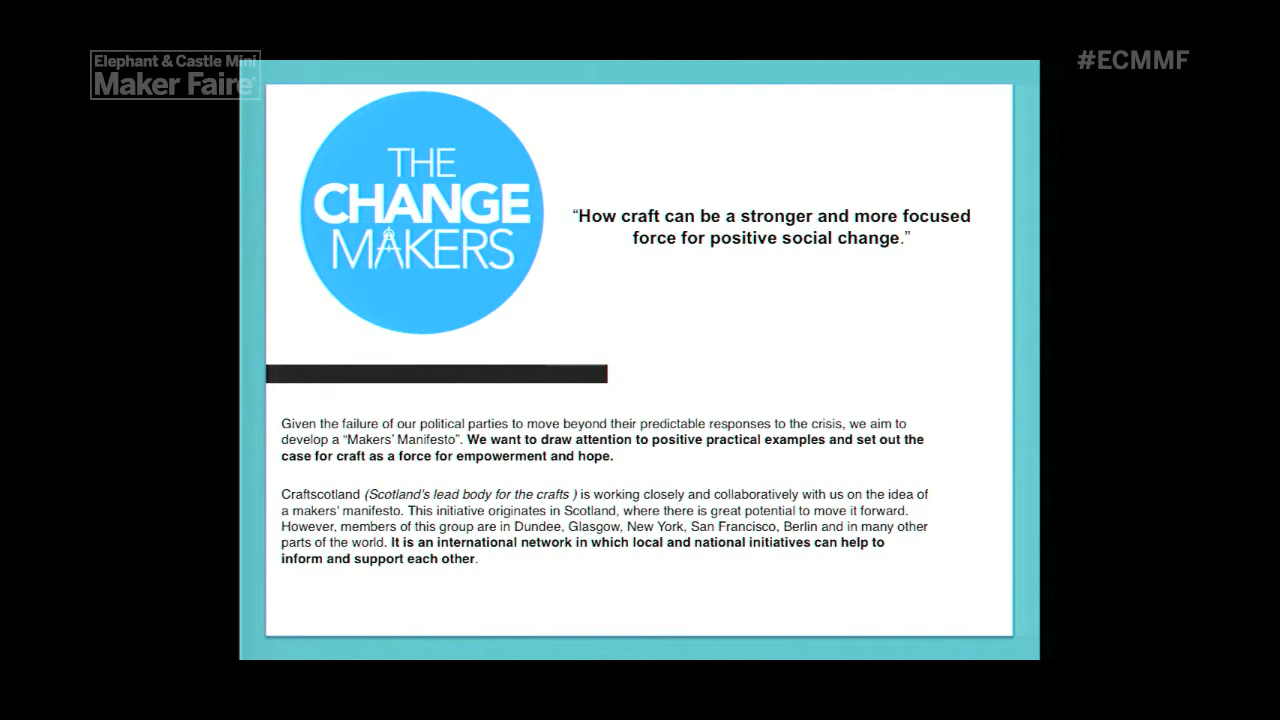 Elephant & Castle Mini
Maker Faire
#ECMMF
THE
CHANGE
MAKERS
“How craft can be a stronger and more focused
force for positive social change.”
Given the failure of our political parties to move beyond their predictable responses to the crisis, we aim to
develop a “Makers’ Manifesto”. We want to draw attention to positive practical examples and set out the
case for craft as a force for empowerment and hope.
Craftscotland (Scotland’s lead body for the crafts ) is working closely and collaboratively with us on the idea of
a makers’ manifesto. This initiative originates in Scotland, where there is great potential to move it forward.
However, members of this group are in Dundee, Glasgow, New York, San Francisco, Berlin and in many other
parts of the world. It is an international network in which local and national initiatives can help to
inform and support each other.